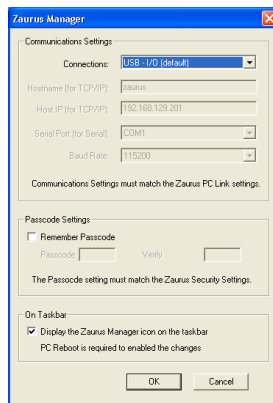 Zaurus Manager
Communications Settings
Connections: USB - I/O (default)
Hostname (for TCP/IP): zaurus
Host IP (for TCP/IP): 192.168.129.201
Serial Port (for Serial): COM1
Baud Rate: 115200
Communications Settings must match the Zaurus PC Link settings.
Passcode Settings
Remember Passcode
Passcode Verify
The Passcode setting must match the Zaurus Security Settings.
On Taskbar
Display the Zaurus Manager icon on the taskbar
PC Reboot is required to enabled the changes
OK Cancel